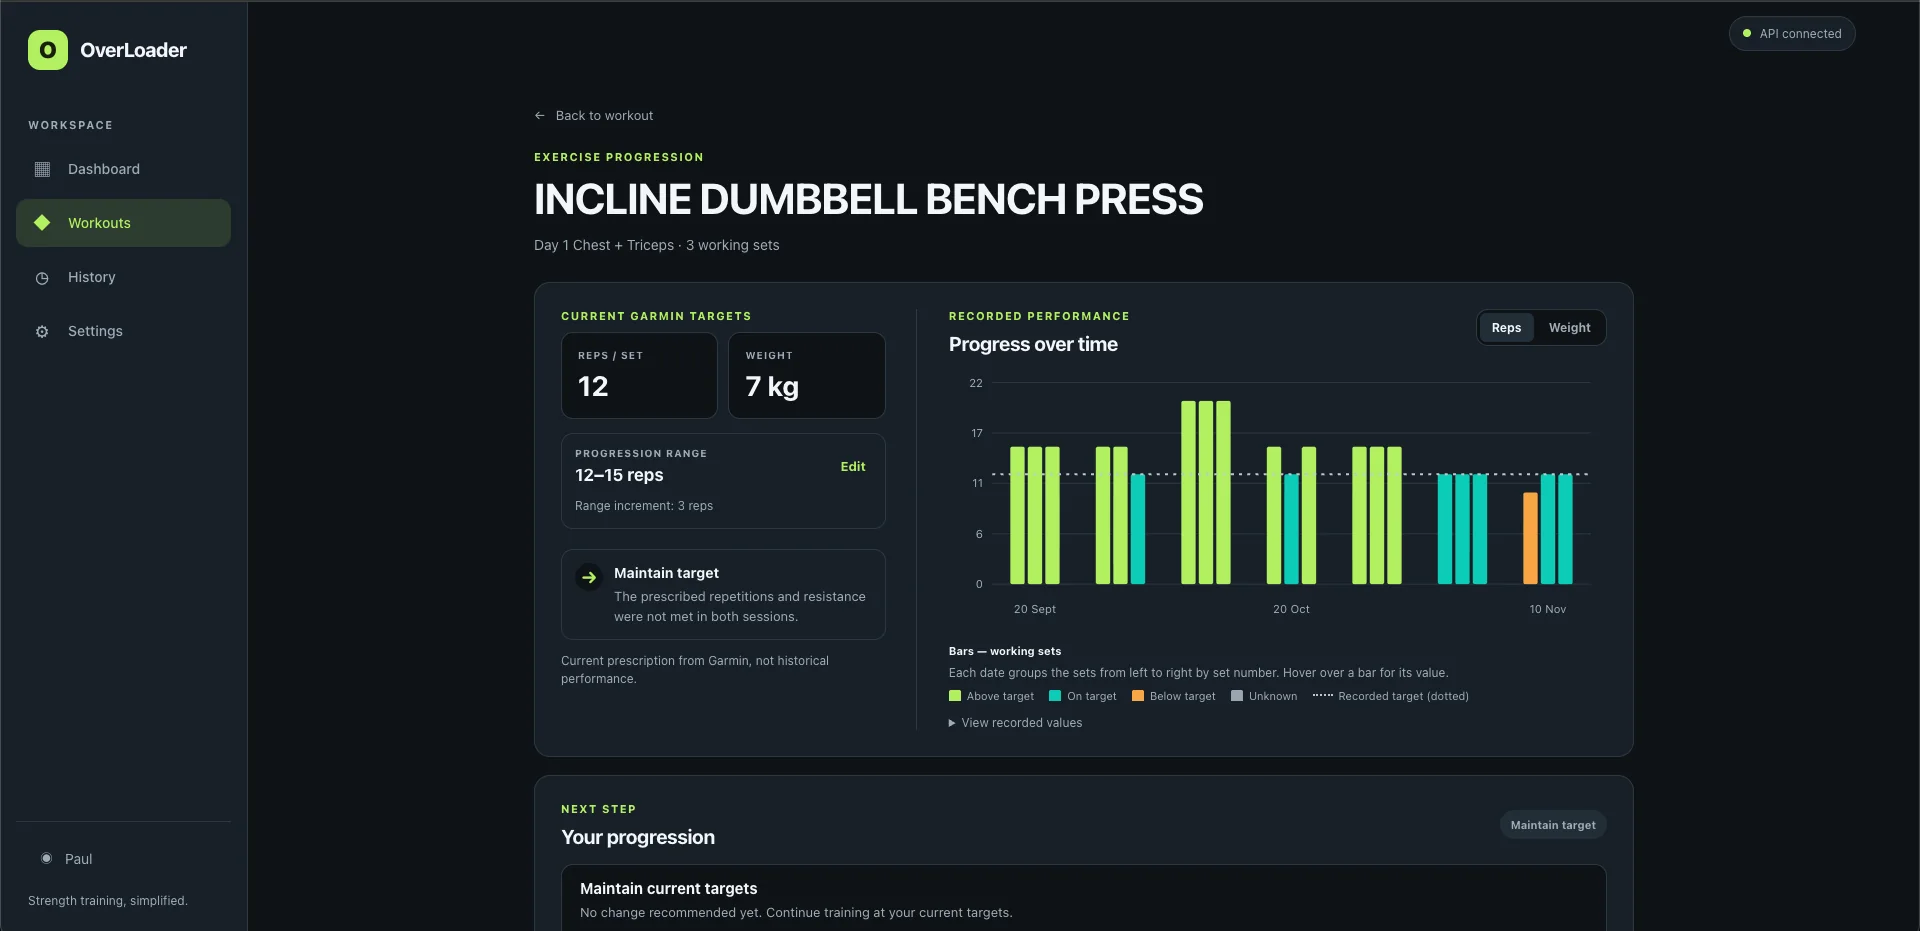 O OverLoader
API connected
WORKSPACE
Dashboard
Workouts
History
Settings
Paul
Strength training, simplified.
← Back to workout
EXERCISE PROGRESSION
INCLINE DUMBBELL BENCH PRESS
Day 1 Chest + Triceps · 3 working sets
CURRENT GARMIN TARGETS
REPS / SET
12
WEIGHT
7 kg
PROGRESSION RANGE
12–15 reps
Edit
Range increment: 3 reps
Maintain target
The prescribed repetitions and resistance
were not met in both sessions.
Current prescription from Garmin, not historical
performance.
RECORDED PERFORMANCE
Progress over time
Reps Weight
22
17
11
6
0
20 Sept 20 Oct 10 Nov
Bars — working sets
Each date groups the sets from left to right by set number. Hover over a bar for its value.
Above target On target Below target Unknown Recorded target (dotted)
View recorded values
NEXT STEP
Your progression
Maintain target
Maintain current targets
No change recommended yet. Continue training at your current targets.